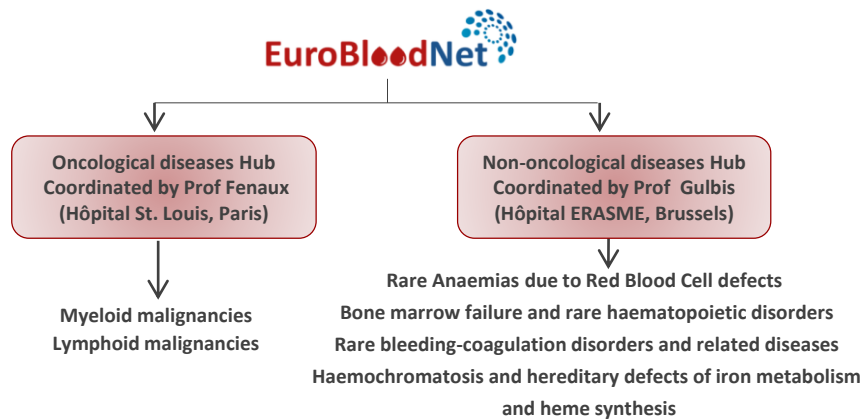 EuroBloodNet
Oncological diseases Hub
Coordinated by Prof Fenaux
(Hôpital St. Louis, Paris)
Non-oncological diseases Hub
Coordinated by Prof  Gulbis
(Hôpital ERASME, Brussels)
Myeloid malignancies
Lymphoid malignancies
Rare Anaemias due to Red Blood Cell defects
Bone marrow failure and rare haematopoietic disorders
Rare bleeding-coagulation disorders and related diseases
Haemochromatosis and hereditary defects of iron metabolism
and heme synthesis